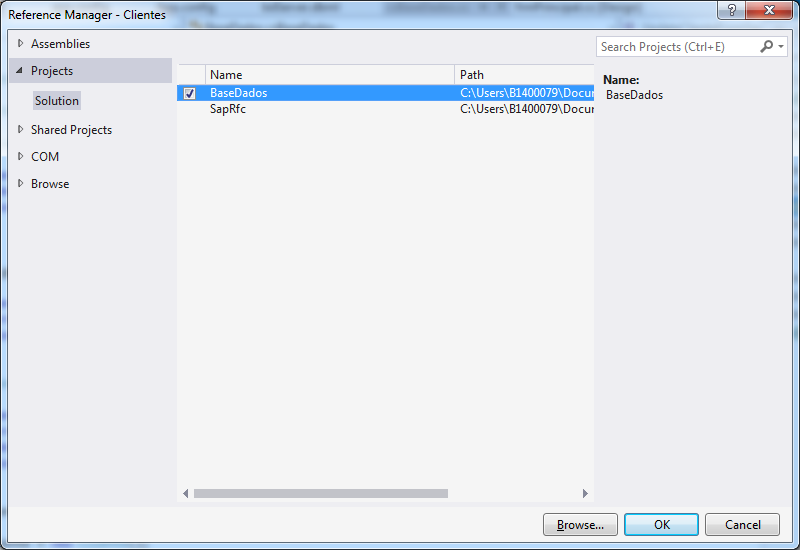 Reference Manager - Clientes
Assemblies
Projects
Solution
Shared Projects
COM
Browse
Name Path
BaseDados C:\Users\B1400079\Docu
SapRfc C:\Users\B1400079\Docu
Search Projects (Ctrl+E)
Name:
BaseDados
Browse...
OK
Cancel